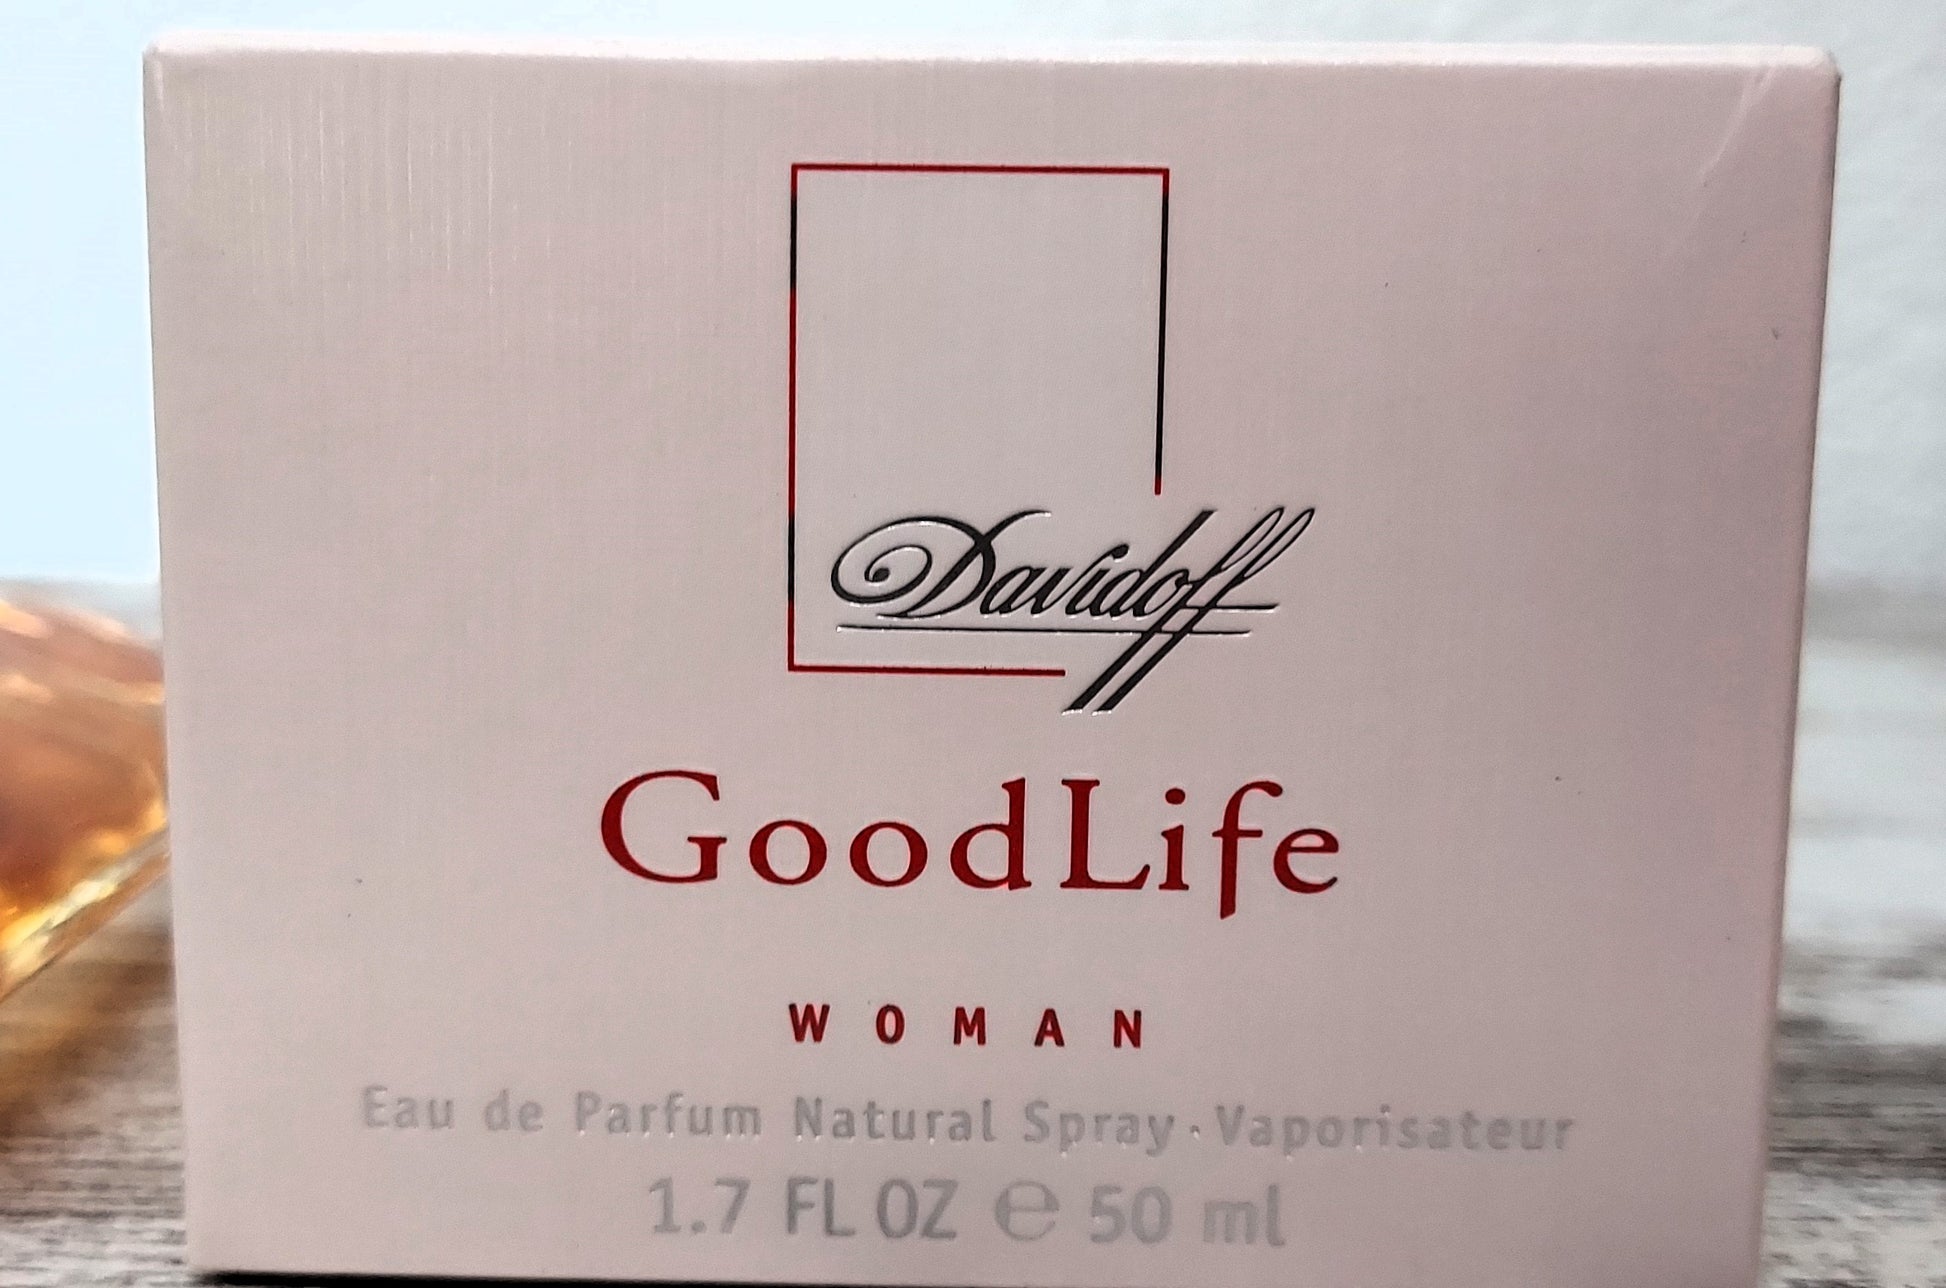 Davidoff
GoodLife
WOMAN
Eau de Parfum Natural Spray · Vaporisateur
1.7 FL OZ ℮ 50 ml